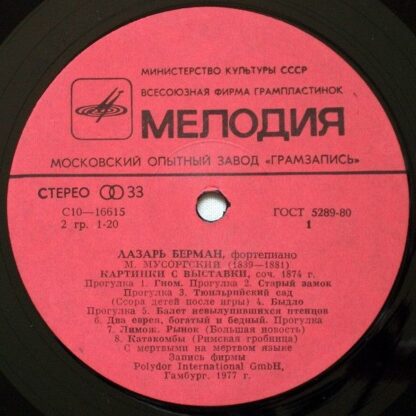 МИНИСТЕРСТВО КУЛЬТУРЫ СССР
ВСЕСОЮЗНАЯ ФИРМА ГРАМПЛАСТИНОК
МЕЛОДИЯ
МОСКОВСКИЙ ОПЫТНЫЙ ЗАВОД «ГРАМЗАПИСЬ»
СТЕРЕО 33
С10—16615
2 гр. 1-20
ГОСТ 5289-80
1
ЛАЗАРЬ БЕРМАН, фортепиано
М. МУСОРГСКИЙ (1839—1881)
КАРТИНКИ С ВЫСТАВКИ, соч. 1874 г.
Прогулка 1. Гном. Прогулка 2. Старый замок
Прогулка 3. Тюильрийский сад
(Ссора детей после игры) 4. Быдло
Прогулка 5. Балет невылупившихся птенцов
6. Два еврея, богатый и бедный. Прогулка
7. Лимож. Рынок (Большая новость)
8. Катакомбы (Римская гробница)
С мертвыми на мертвом языке
Запись фирмы
Polydor International GmbH,
Гамбург. 1977 г.